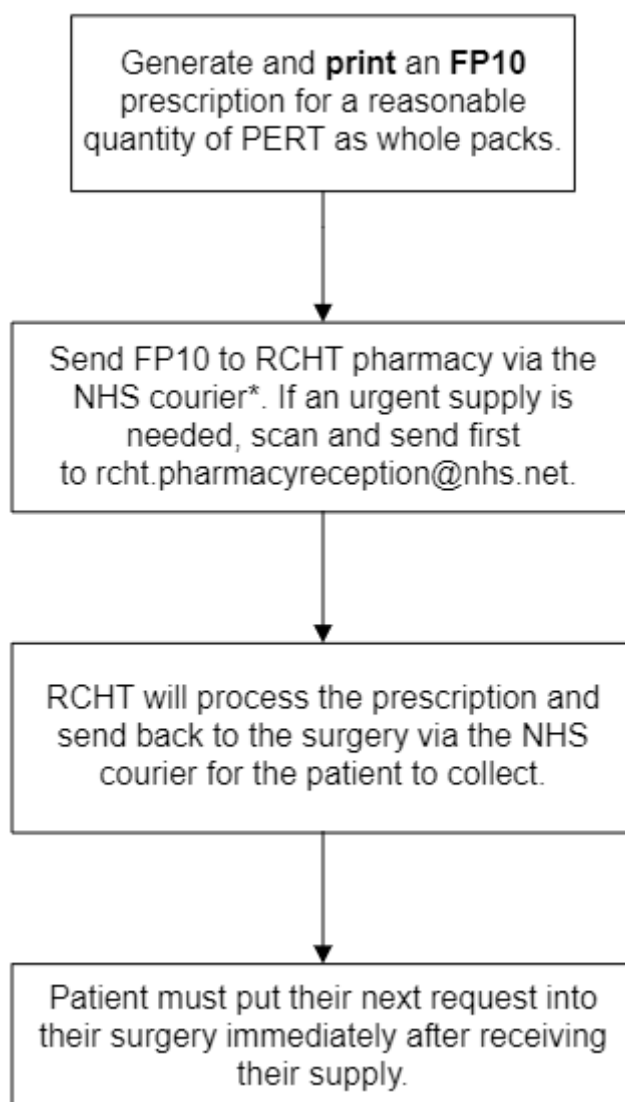 Generate and print an FP10
prescription for a reasonable
quantity of PERT as whole packs.
Send FP10 to RCHT pharmacy via the
NHS courier*. If an urgent supply is
needed, scan and send first
to rcht.pharmacyreception@nhs.net.
RCHT will process the prescription and
send back to the surgery via the NHS
courier for the patient to collect.
Patient must put their next request into
their surgery immediately after receiving
their supply.